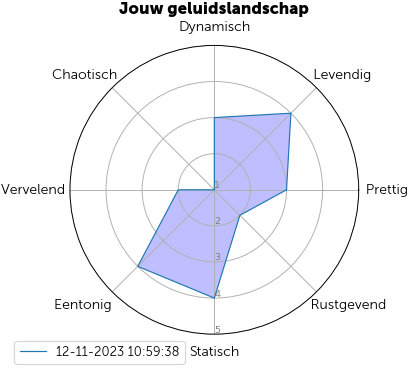 Jouw geluidslandschap
Dynamisch
Chaotisch
Levendig
Vervelend
1
Prettig
2
3
Eentonig
4
Rustgevend
5
12-11-2023 10:59:38
Statisch